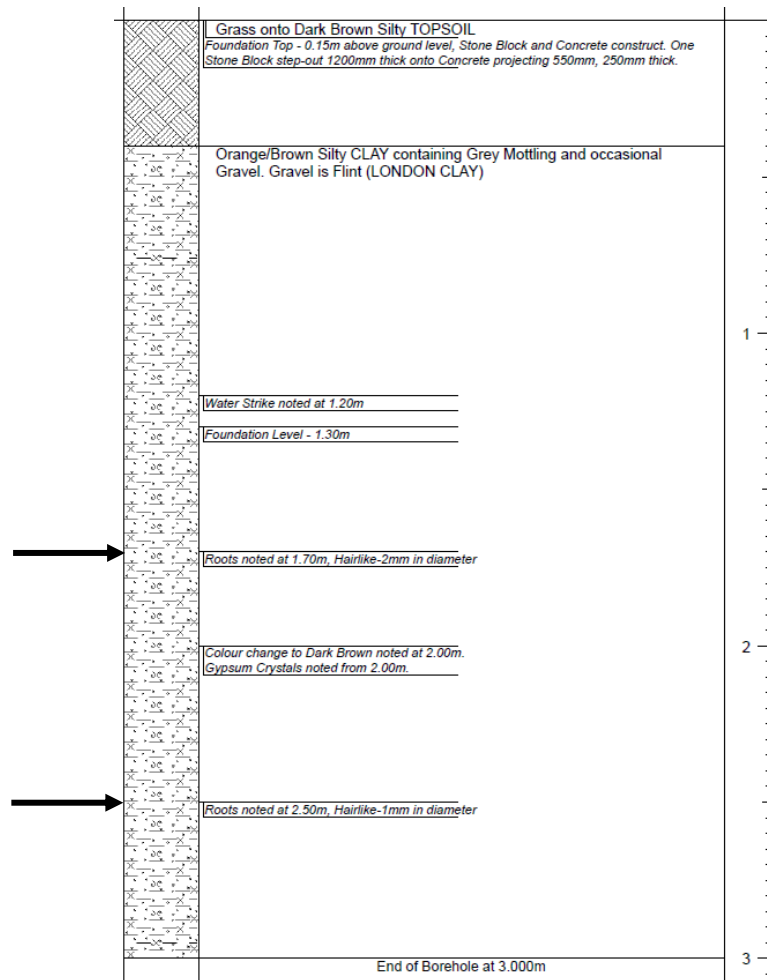 Grass onto Dark Brown Silty TOPSOIL
Foundation Top - 0.15m above ground level, Stone Block and Concrete construct. One
Stone Block step-out 1200mm thick onto Concrete projecting 550mm, 250mm thick.
Orange/Brown Silty CLAY containing Grey Mottling and occasional
Gravel. Gravel is Flint (LONDON CLAY)
1
Water Strike noted at 1.20m
Foundation Level - 1.30m
Roots noted at 1.70m, Hairlike-2mm in diameter
2
Colour change to Dark Brown noted at 2.00m.
Gypsum Crystals noted from 2.00m.
Roots noted at 2.50m, Hairlike-1mm in diameter
3
End of Borehole at 3.000m